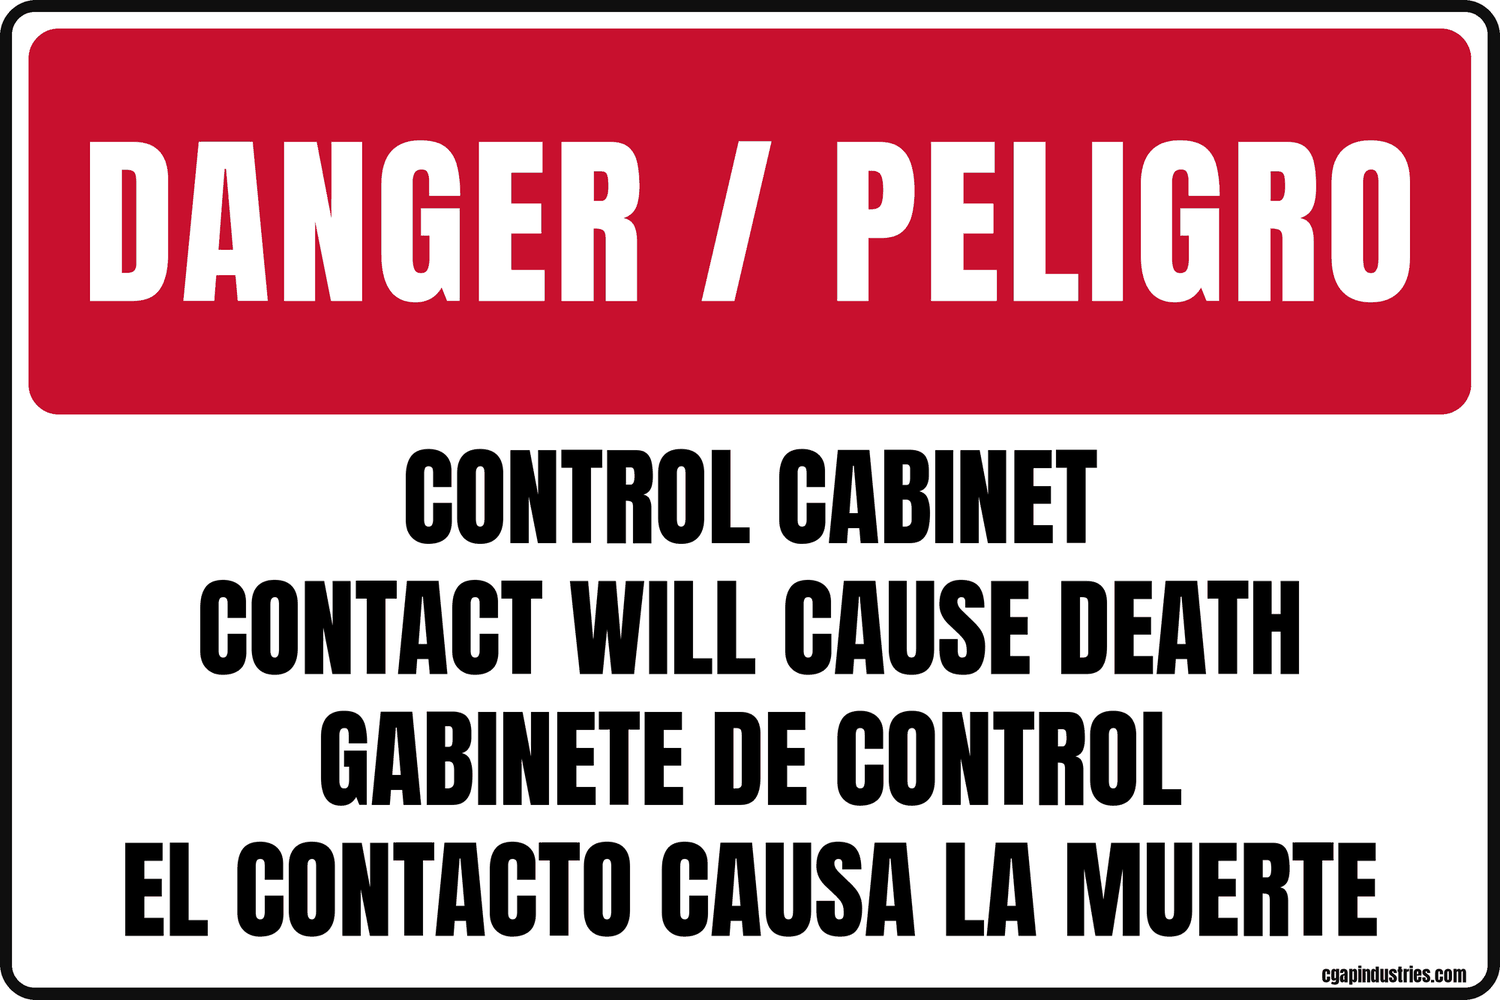 DANGER / PELIGRO
CONTROL CABINET
CONTACT WILL CAUSE DEATH
GABINETE DE CONTROL
EL CONTACTO CAUSA LA MUERTE
cgapindustries.com